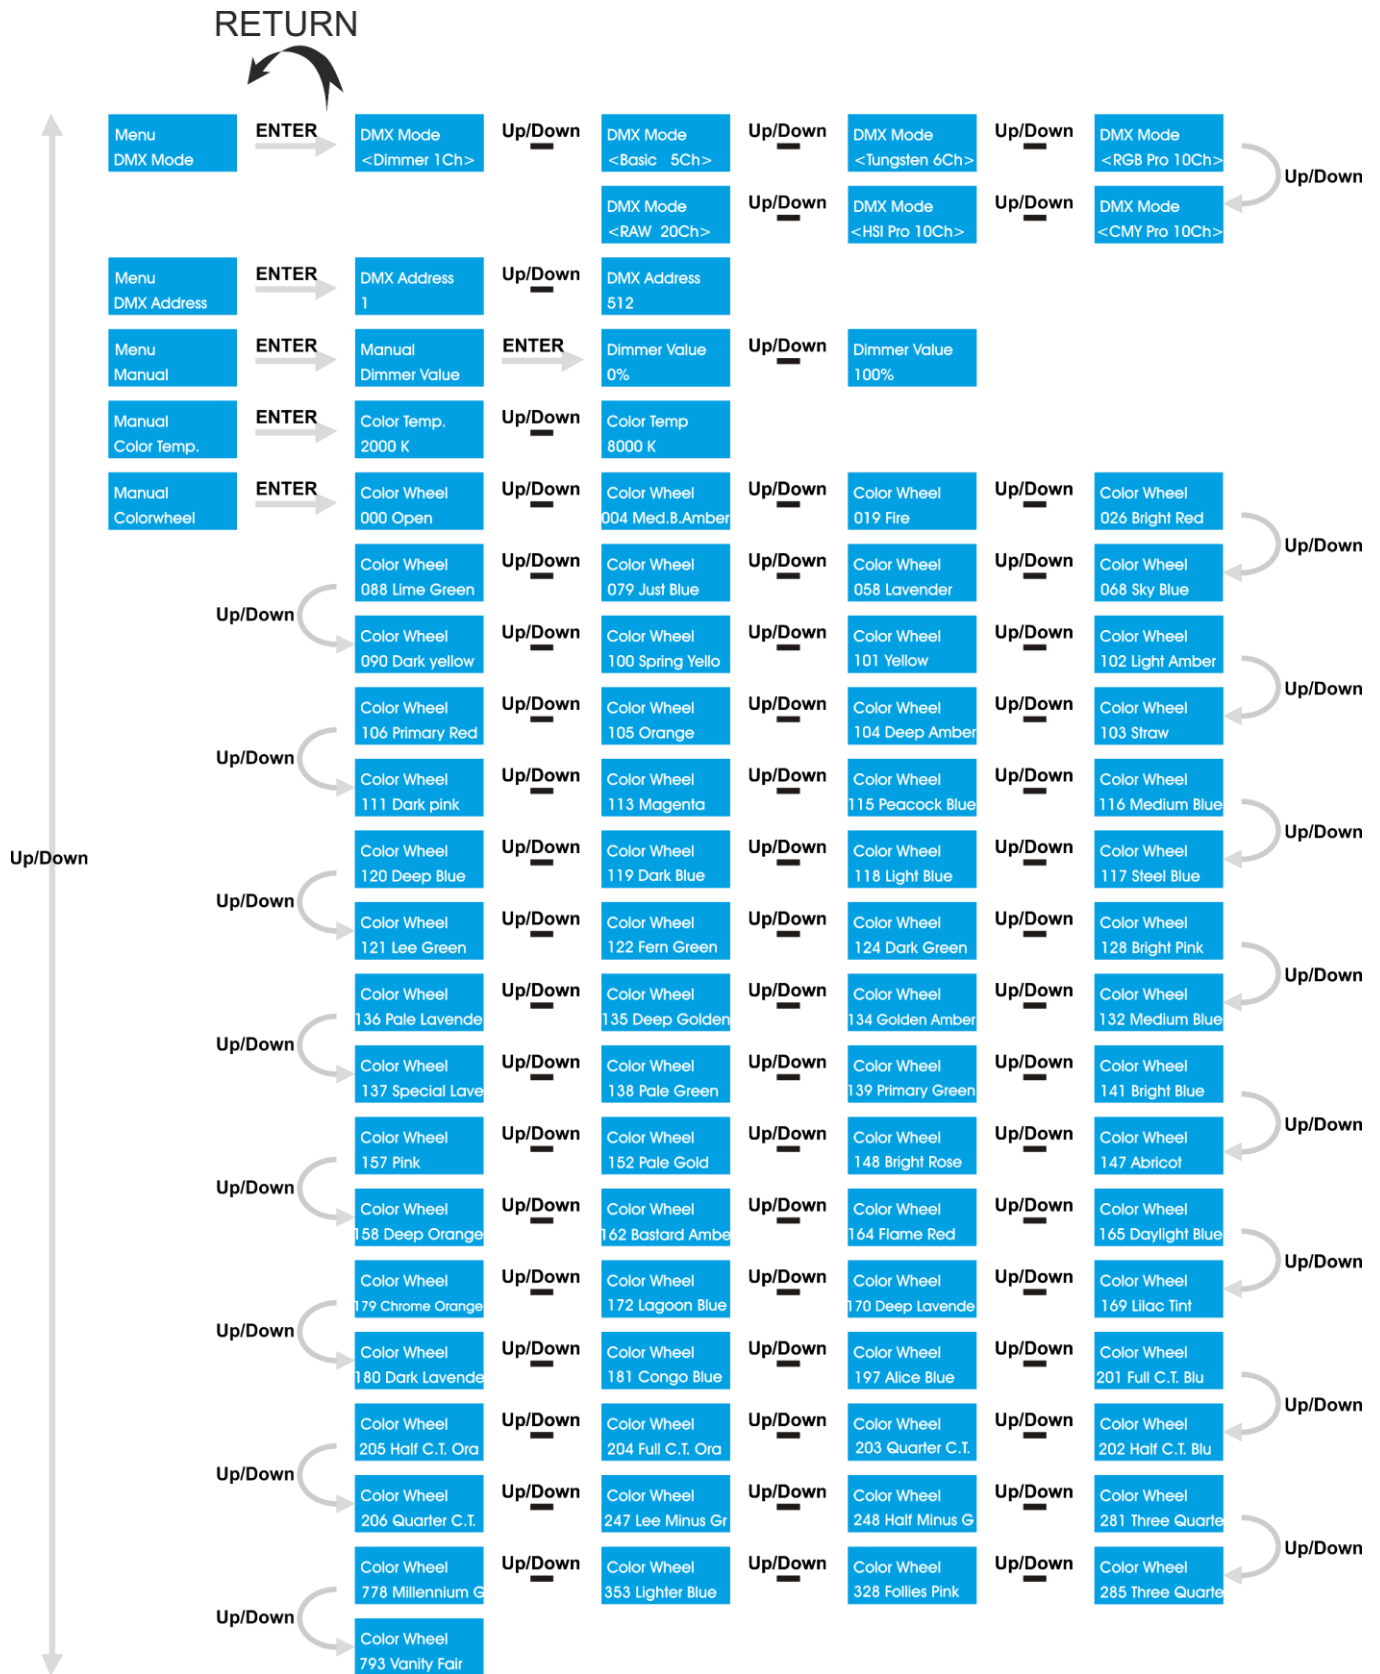 RETURN
Menu ENTER DMX Mode Up/Down DMX Mode Up/Down DMX Mode Up/Down DMX Mode
DMX Mode <Dimmer 1Ch> <Basic 5Ch> <Tungsten 6Ch> <RGB Pro 10Ch>
Up/Down
DMX Mode Up/Down DMX Mode Up/Down DMX Mode
<RAW 20Ch> <HSI Pro 10Ch> <CMY Pro 10Ch>
Menu ENTER DMX Address Up/Down DMX Address
DMX Address 1 512
Menu ENTER Manual ENTER Dimmer Value Up/Down Dimmer Value
Manual Dimmer Value 0% 100%
Manual ENTER Color Temp. Up/Down Color Temp
Color Temp. 2000 K 8000 K
Manual ENTER Color Wheel Up/Down Color Wheel Up/Down Color Wheel Up/Down Color Wheel
Colorwheel 000 Open 004 Med.B.Amber 019 Fire 026 Bright Red
Up/Down
Color Wheel Up/Down Color Wheel Up/Down Color Wheel Up/Down Color Wheel
088 Lime Green 079 Just Blue 058 Lavender 068 Sky Blue
Up/Down
Color Wheel Up/Down Color Wheel Up/Down Color Wheel Up/Down Color Wheel
090 Dark yellow 100 Spring Yello 101 Yellow 102 Light Amber
Up/Down
Color Wheel Up/Down Color Wheel Up/Down Color Wheel Up/Down Color Wheel
106 Primary Red 105 Orange 104 Deep Amber 103 Straw
Up/Down
Color Wheel Up/Down Color Wheel Up/Down Color Wheel Up/Down Color Wheel
111 Dark pink 113 Magenta 115 Peacock Blue 116 Medium Blue
Up/Down
Up/Down
Color Wheel Up/Down Color Wheel Up/Down Color Wheel Up/Down Color Wheel
120 Deep Blue 119 Dark Blue 118 Light Blue 117 Steel Blue
Up/Down
Color Wheel Up/Down Color Wheel Up/Down Color Wheel Up/Down Color Wheel
121 Lee Green 122 Fern Green 124 Dark Green 128 Bright Pink
Up/Down
Color Wheel Up/Down Color Wheel Up/Down Color Wheel Up/Down Color Wheel
136 Pale Lavende 135 Deep Golden 134 Golden Amber 132 Medium Blue
Up/Down
Color Wheel Up/Down Color Wheel Up/Down Color Wheel Up/Down Color Wheel
137 Special Lave 138 Pale Green 139 Primary Green 141 Bright Blue
Up/Down
Color Wheel Up/Down Color Wheel Up/Down Color Wheel Up/Down Color Wheel
157 Pink 152 Pale Gold 148 Bright Rose 147 Abricot
Up/Down
Color Wheel Up/Down Color Wheel Up/Down Color Wheel Up/Down Color Wheel
158 Deep Orange 162 Bastard Ambe 164 Flame Red 165 Daylight Blue
Up/Down
Color Wheel Up/Down Color Wheel Up/Down Color Wheel Up/Down Color Wheel
179 Chrome Orange 172 Lagoon Blue 170 Deep Lavende 169 Lilac Tint
Up/Down
Color Wheel Up/Down Color Wheel Up/Down Color Wheel Up/Down Color Wheel
180 Dark Lavende 181 Congo Blue 197 Alice Blue 201 Full C.T. Blu
Up/Down
Color Wheel Up/Down Color Wheel Up/Down Color Wheel Up/Down Color Wheel
205 Half C.T. Ora 204 Full C.T. Ora 203 Quarter C.T. 202 Half C.T. Blu
Up/Down
Color Wheel Up/Down Color Wheel Up/Down Color Wheel Up/Down Color Wheel
206 Quarter C.T. 247 Lee Minus Gr 248 Half Minus G 281 Three Quarte
Up/Down
Color Wheel Up/Down Color Wheel Up/Down Color Wheel Up/Down Color Wheel
778 Millennium G 353 Lighter Blue 328 Follies Pink 285 Three Quarte
Up/Down
Color Wheel
793 Vanity Fair